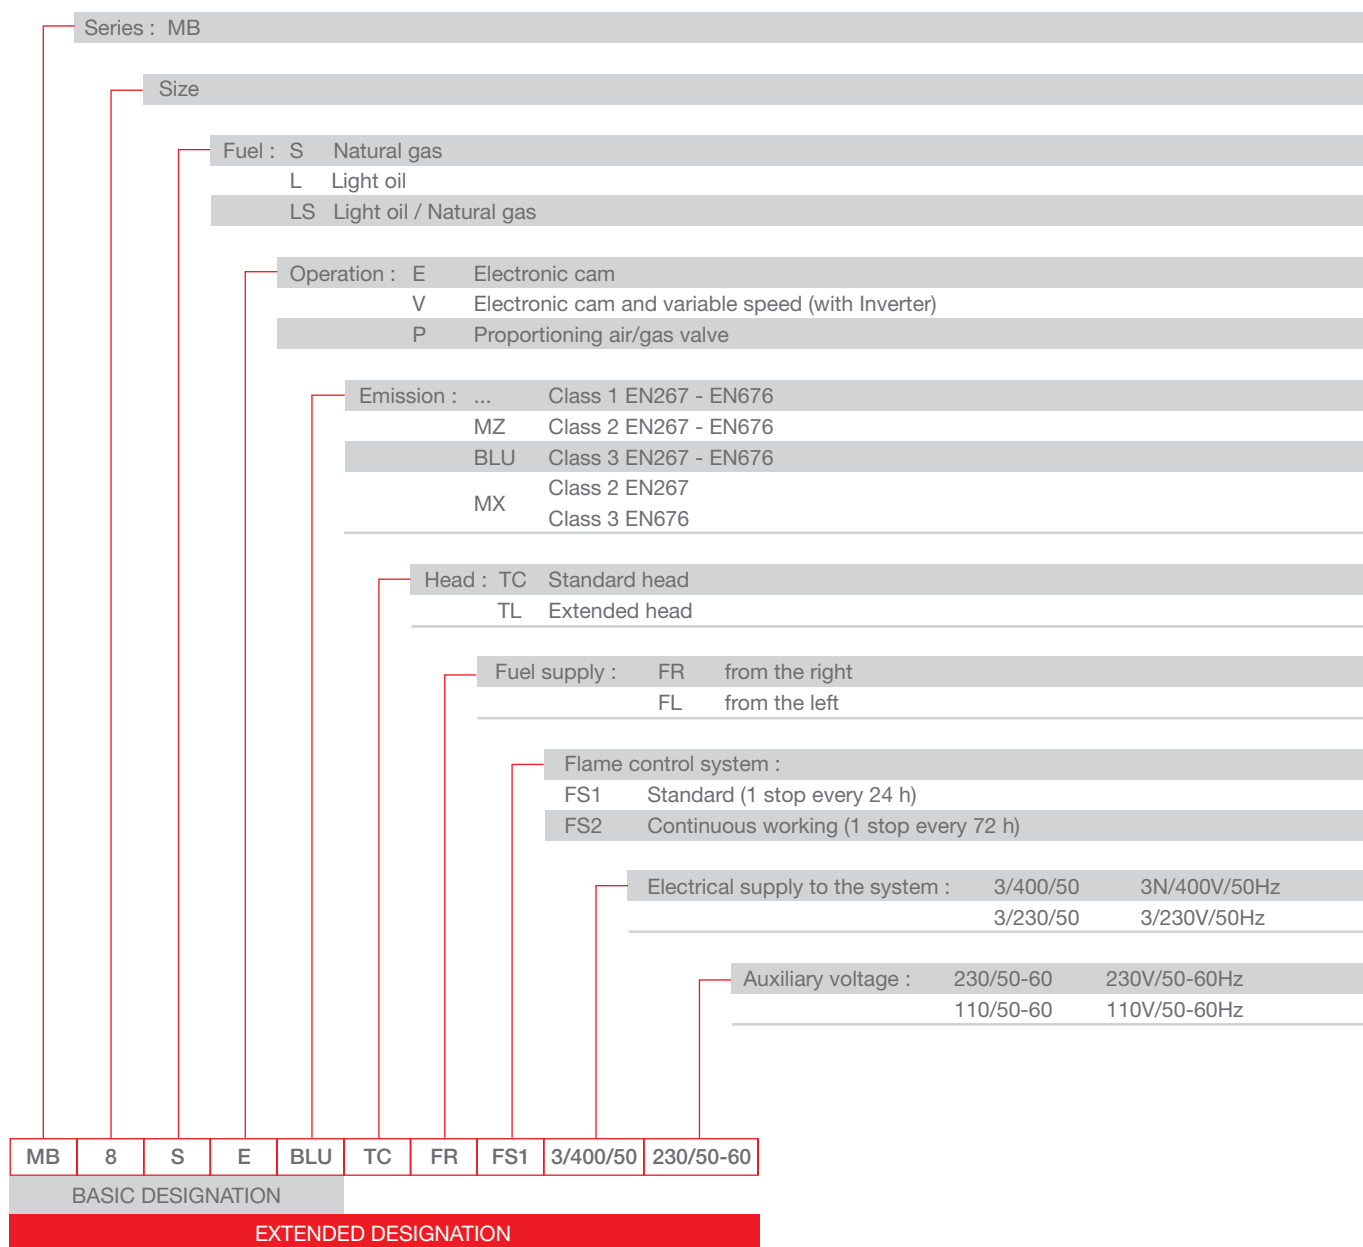 Series : MB
Size
Fuel : S Natural gas
L Light oil
LS Light oil / Natural gas
Operation : E Electronic cam
V Electronic cam and variable speed (with Inverter)
P Proportioning air/gas valve
Emission : ... Class 1 EN267 - EN676
MZ Class 2 EN267 - EN676
BLU Class 3 EN267 - EN676
MX Class 2 EN267
Class 3 EN676
Head : TC Standard head
TL Extended head
Fuel supply : FR from the right
FL from the left
Flame control system :
FS1 Standard (1 stop every 24 h)
FS2 Continuous working (1 stop every 72 h)
Electrical supply to the system : 3/400/50 3N/400V/50Hz
3/230/50 3/230V/50Hz
Auxiliary voltage : 230/50-60 230V/50-60Hz
110/50-60 110V/50-60Hz
MB 8 S E BLU TC FR FS1 3/400/50 230/50-60
BASIC DESIGNATION
EXTENDED DESIGNATION